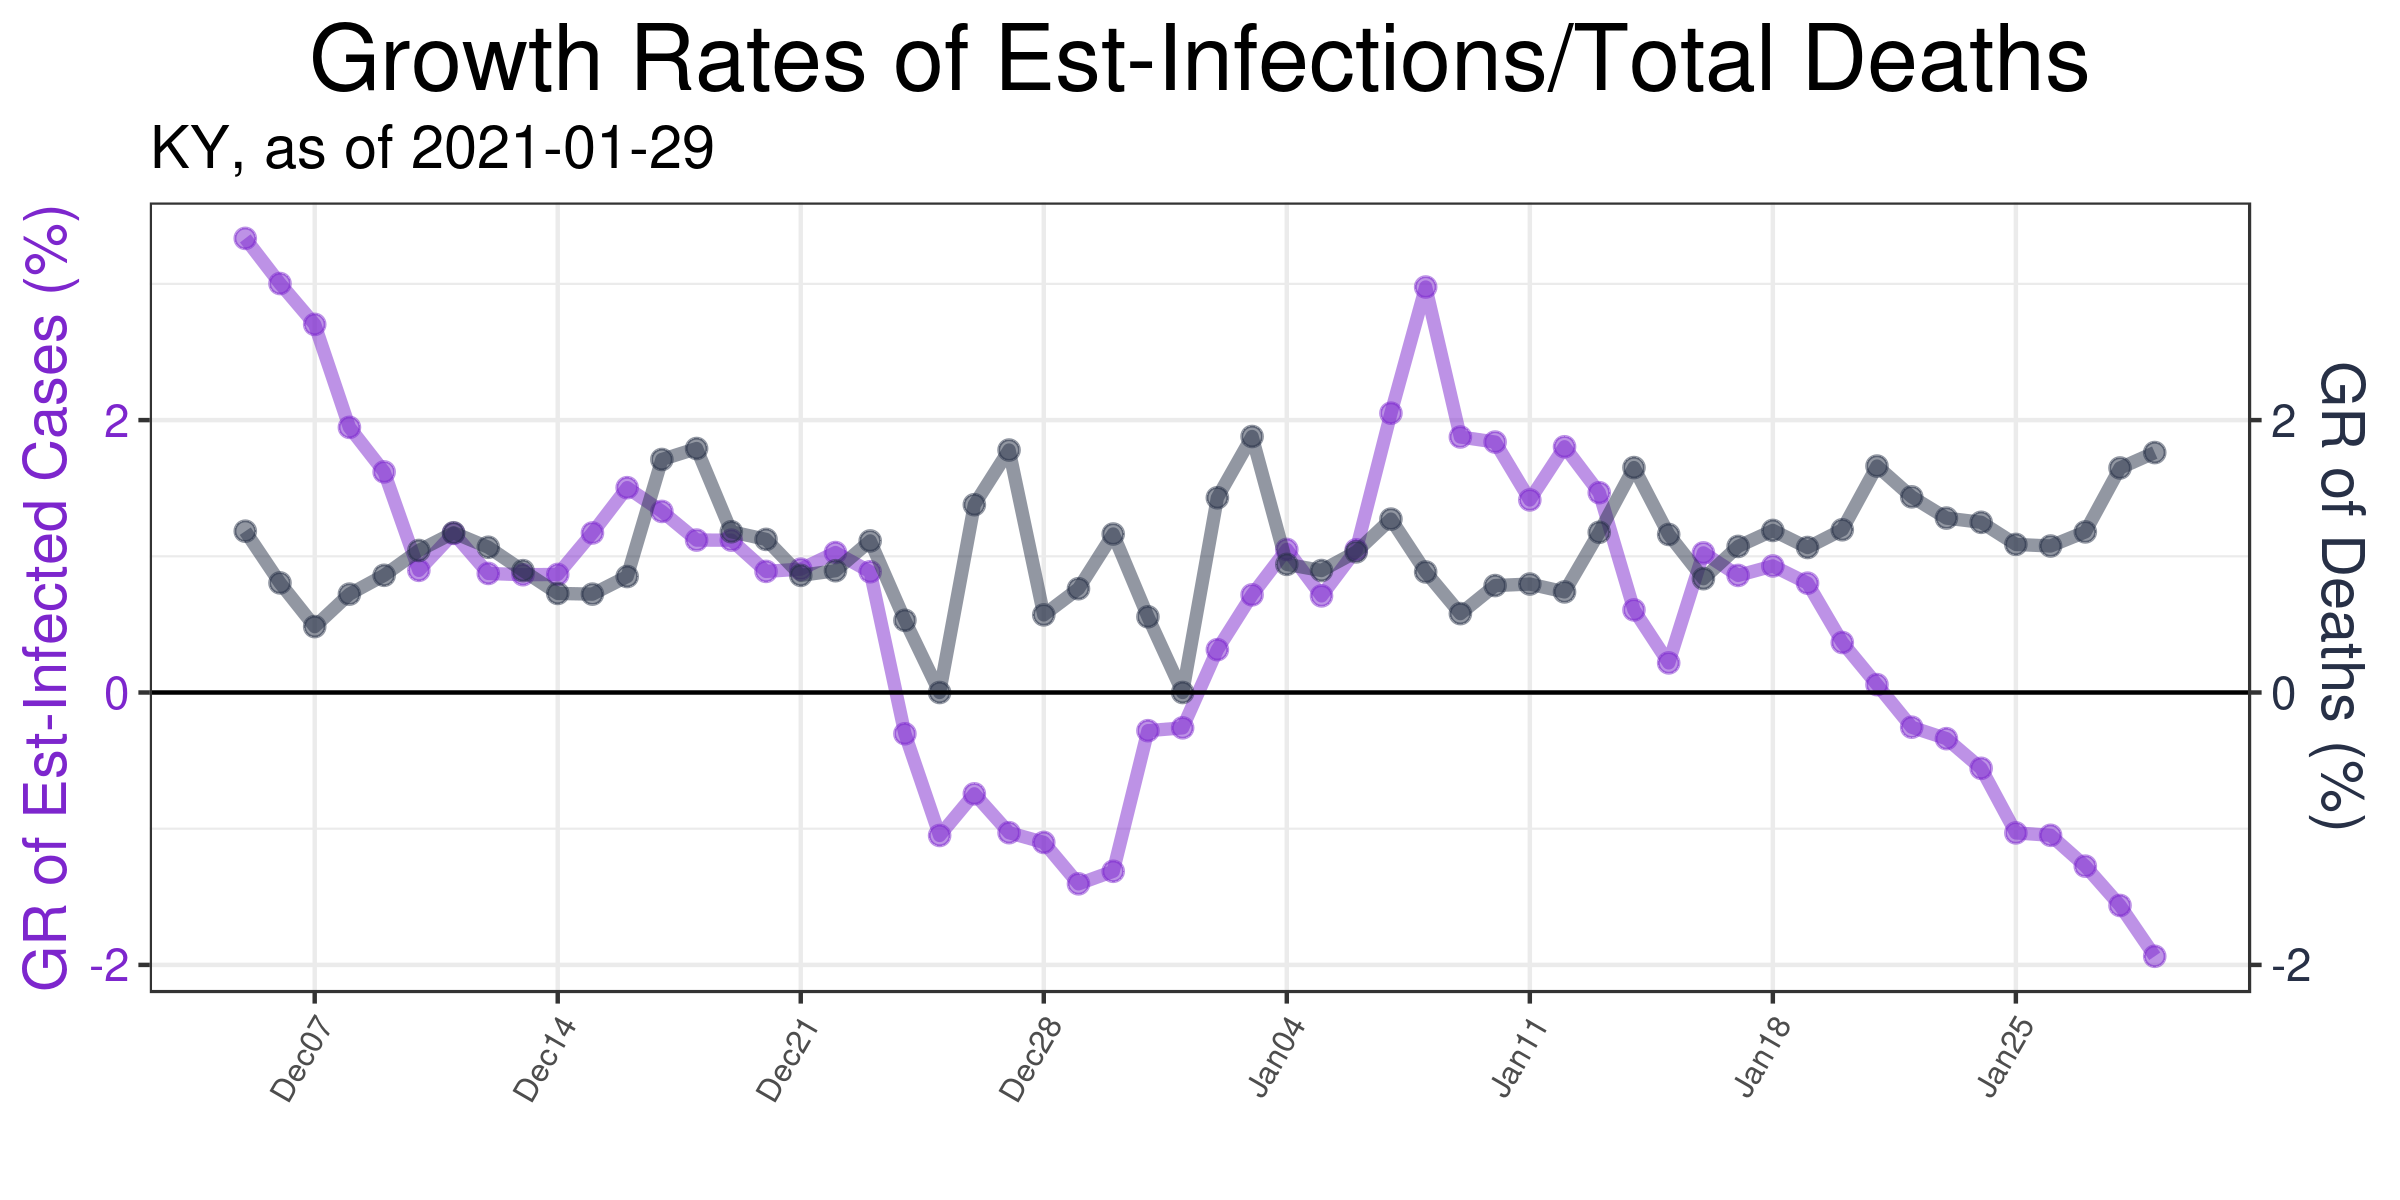 Growth Rates of Est-Infections/Total Deaths
KY, as of 2021-01-29
GR of Est-Infected Cases (%)
2
0
-2
2
0
-2
GR of Deaths (%)
Dec07
Dec14
Dec21
Dec28
Jan04
Jan11
Jan18
Jan25